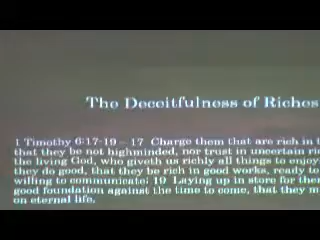 The Deceitfulness of Riches
1 Timothy 6:17-19 – 17 Charge them that are rich in t
that they be not highminded, nor trust in uncertain ri
the living God, who giveth us richly all things to enjoy
they do good, that they be rich in good works, ready to
willing to communicate; 19 Laying up in store for ther
good foundation against the time to come, that they m
on eternal life.